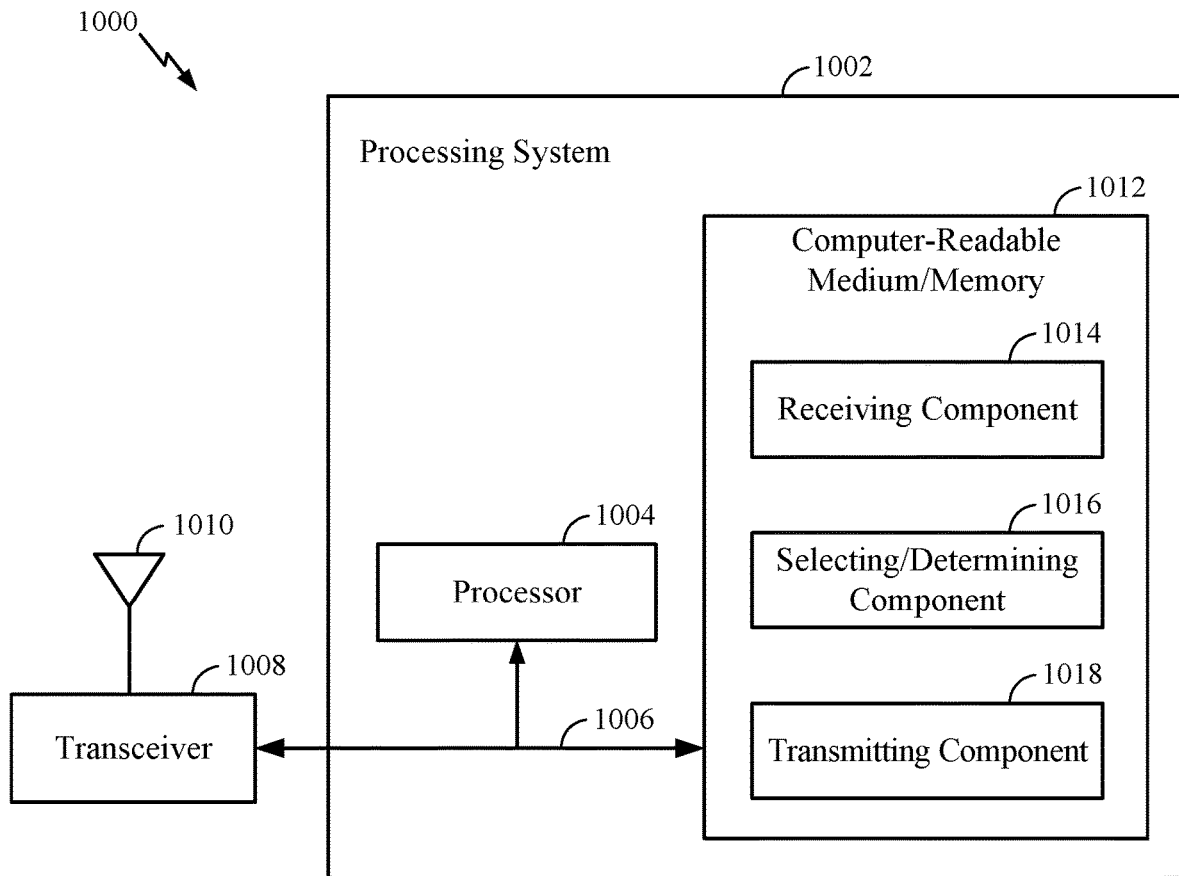 1000
1002
Processing System
1012
Computer-Readable
Medium/Memory
1014
Receiving Component
1016
Selecting/Determining
Component
1018
Transmitting Component
1004
Processor
1006
1010
1008
Transceiver